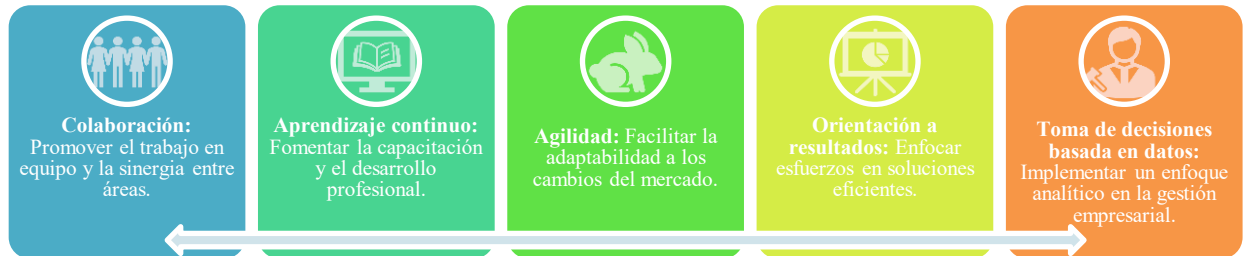 Colaboración:
Promover el trabajo en
equipo y la sinergia entre
áreas.
Aprendizaje continuo:
Fomentar la capacitación
y el desarrollo
profesional.
Agilidad: Facilitar la
adaptabilidad a los
cambios del mercado.
Orientación a
resultados: Enfocar
esfuerzos en soluciones
eficientes.
Toma de decisiones
basada en datos:
Implementar un enfoque
analítico en la gestión
empresarial.